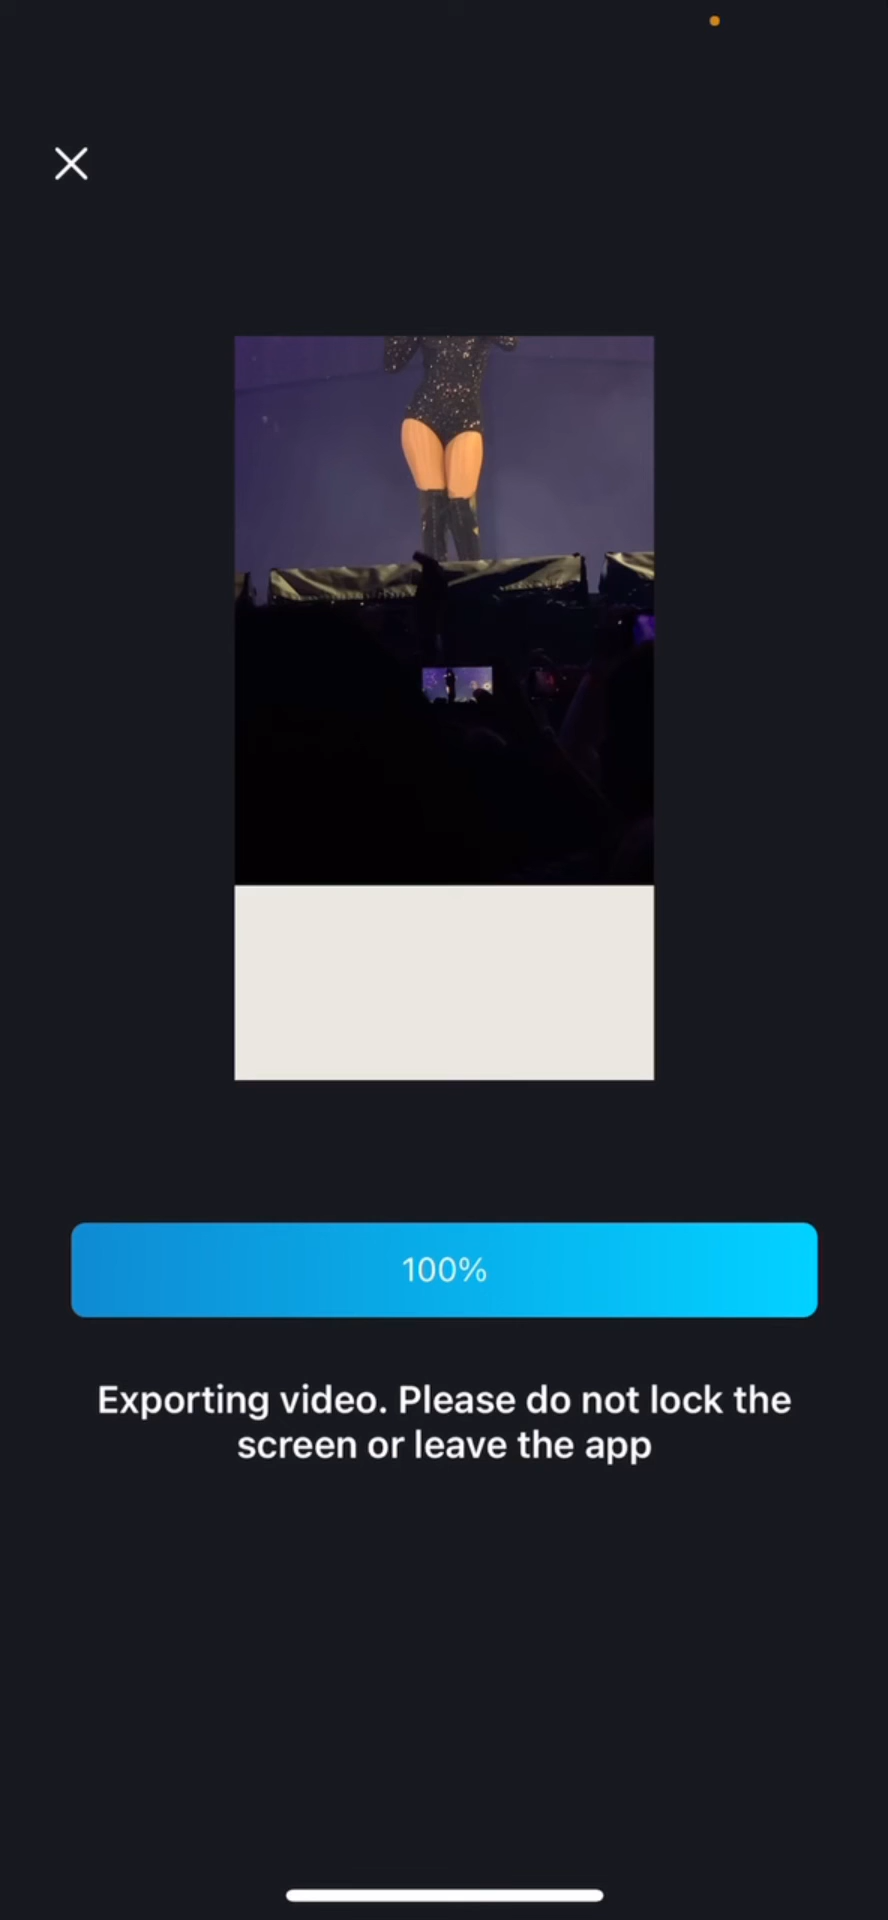 100%
Exporting video. Please do not lock the
screen or leave the app